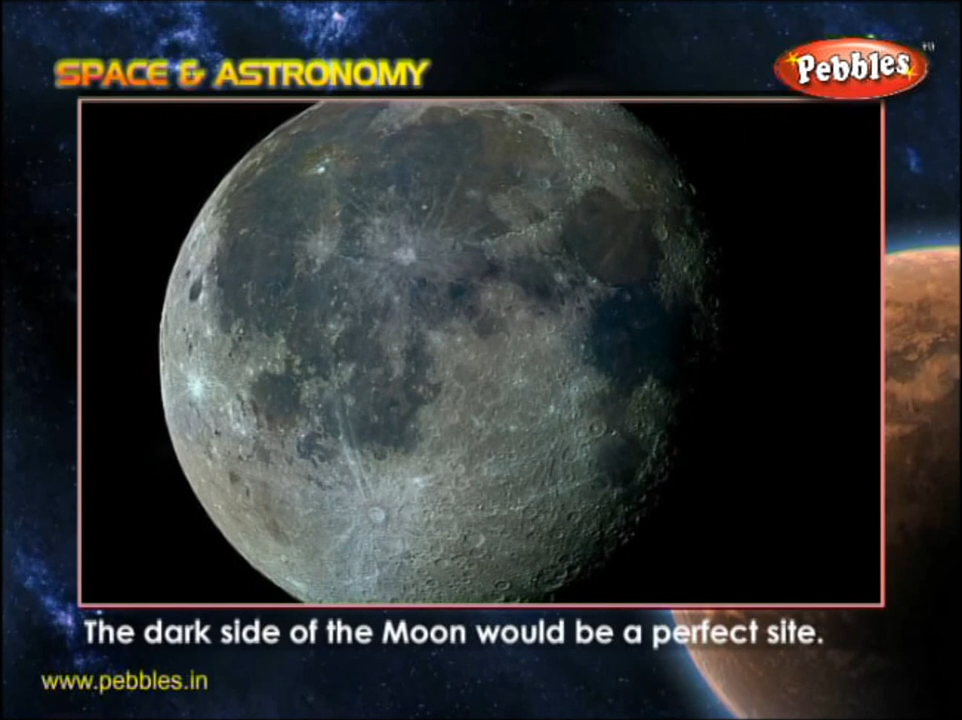 SPACE & ASTRONOMY
Pebbles
The dark side of the Moon would be a perfect site.
www.pebbles.in